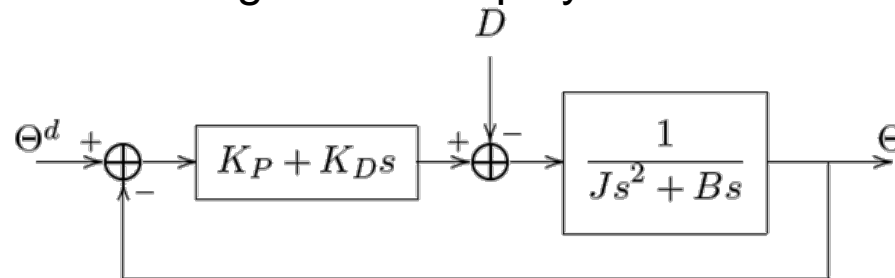 D
Θ^d + − K_P + K_D s + − 1 / (Js^2 + Bs) Θ